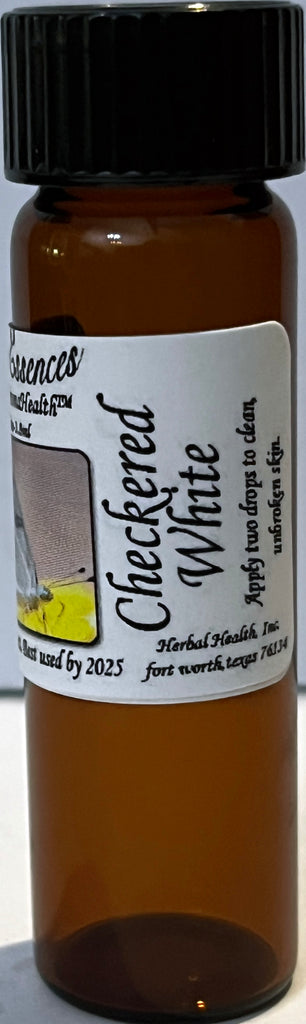 Essences
Health™
Checkered
White
Apply two drops to clean,
unbroken skin.
Best used by 2025
Herbal Health, Inc.
fort worth, texas 76134